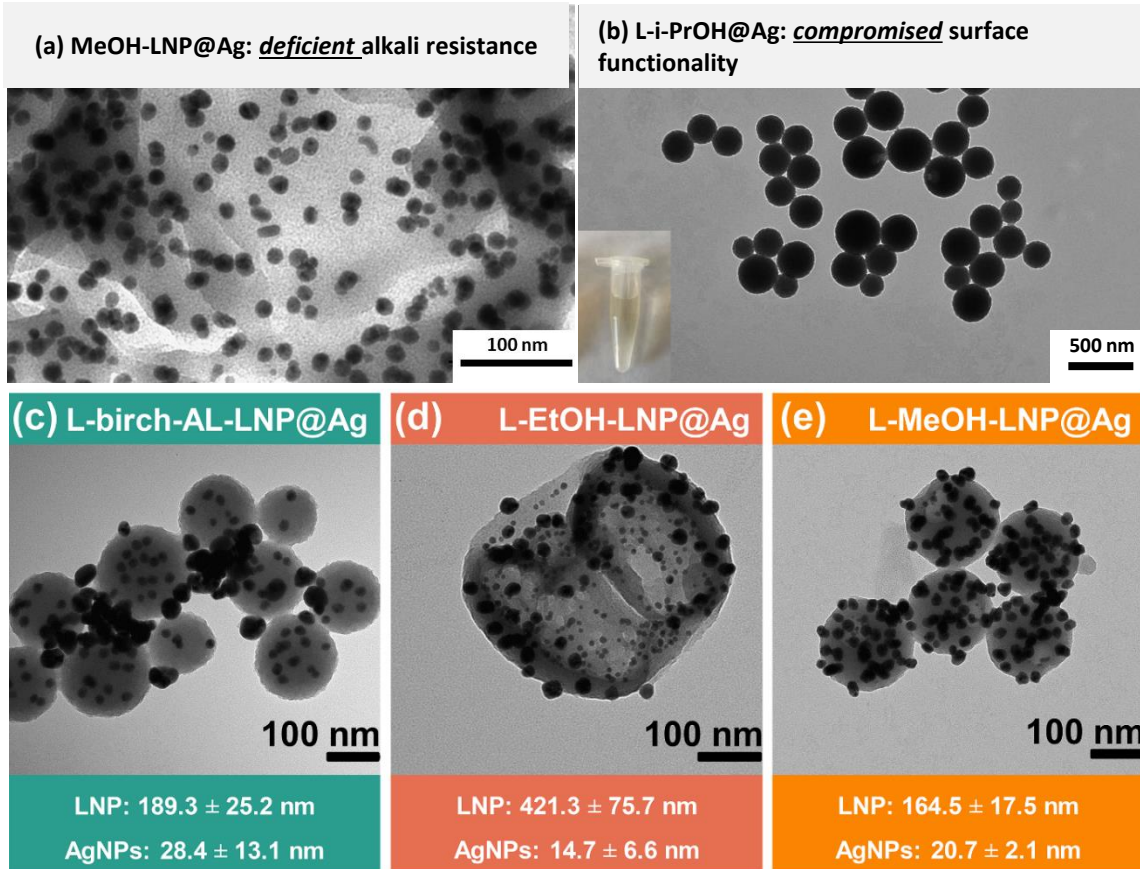 (a) MeOH-LNP@Ag: deficient alkali resistance
(b) L-i-PrOH@Ag: compromised surface
functionality
100 nm
500 nm
(c) L-birch-AL-LNP@Ag
(d) L-EtOH-LNP@Ag
(e) L-MeOH-LNP@Ag
100 nm
100 nm
100 nm
LNP: 189.3 ± 25.2 nm
AgNPs: 28.4 ± 13.1 nm
LNP: 421.3 ± 75.7 nm
AgNPs: 14.7 ± 6.6 nm
LNP: 164.5 ± 17.5 nm
AgNPs: 20.7 ± 2.1 nm